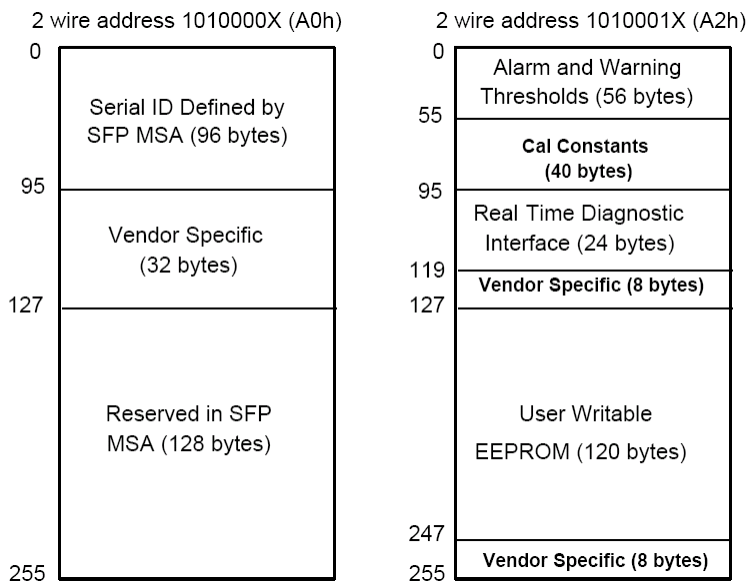 2 wire address 1010000X (A0h)
0
Serial ID Defined by
SFP MSA (96 bytes)
95
Vendor Specific
(32 bytes)
127
Reserved in SFP
MSA (128 bytes)
255
2 wire address 1010001X (A2h)
0
Alarm and Warning
Thresholds (56 bytes)
55
Cal Constants
(40 bytes)
95
Real Time Diagnostic
Interface (24 bytes)
119
Vendor Specific (8 bytes)
127
User Writable
EEPROM (120 bytes)
247
Vendor Specific (8 bytes)
255